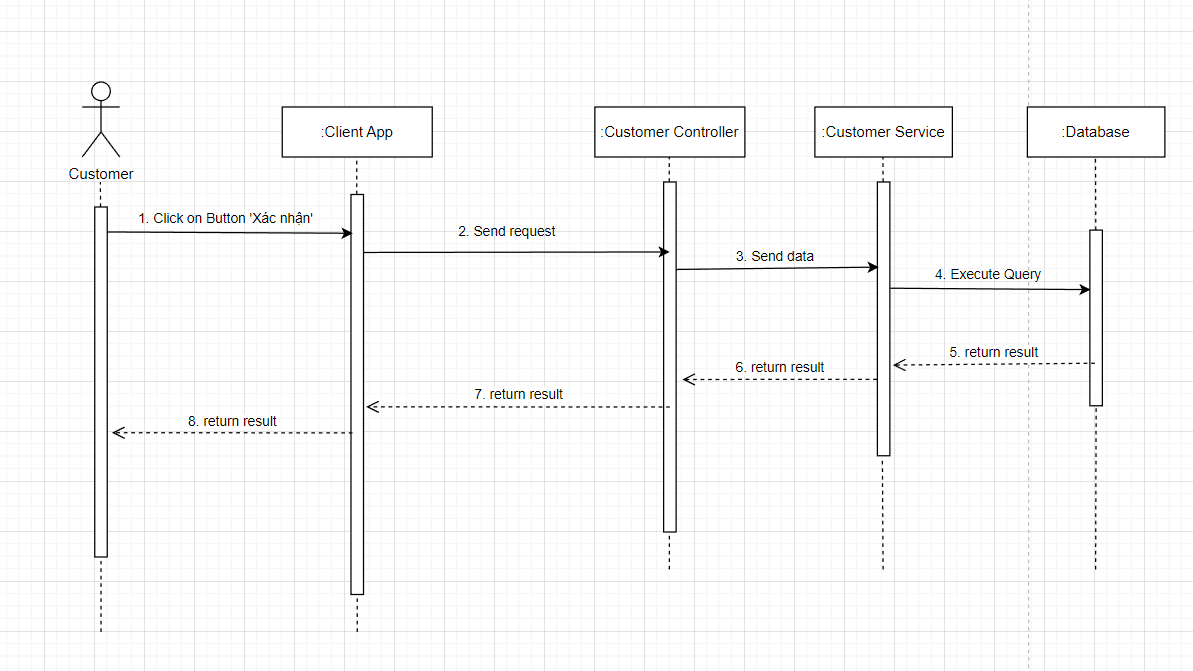 :Client App
:Customer Controller
:Customer Service
:Database
Customer
1. Click on Button 'Xác nhận'
2. Send request
3. Send data
4. Execute Query
5. return result
6. return result
7. return result
8. return result